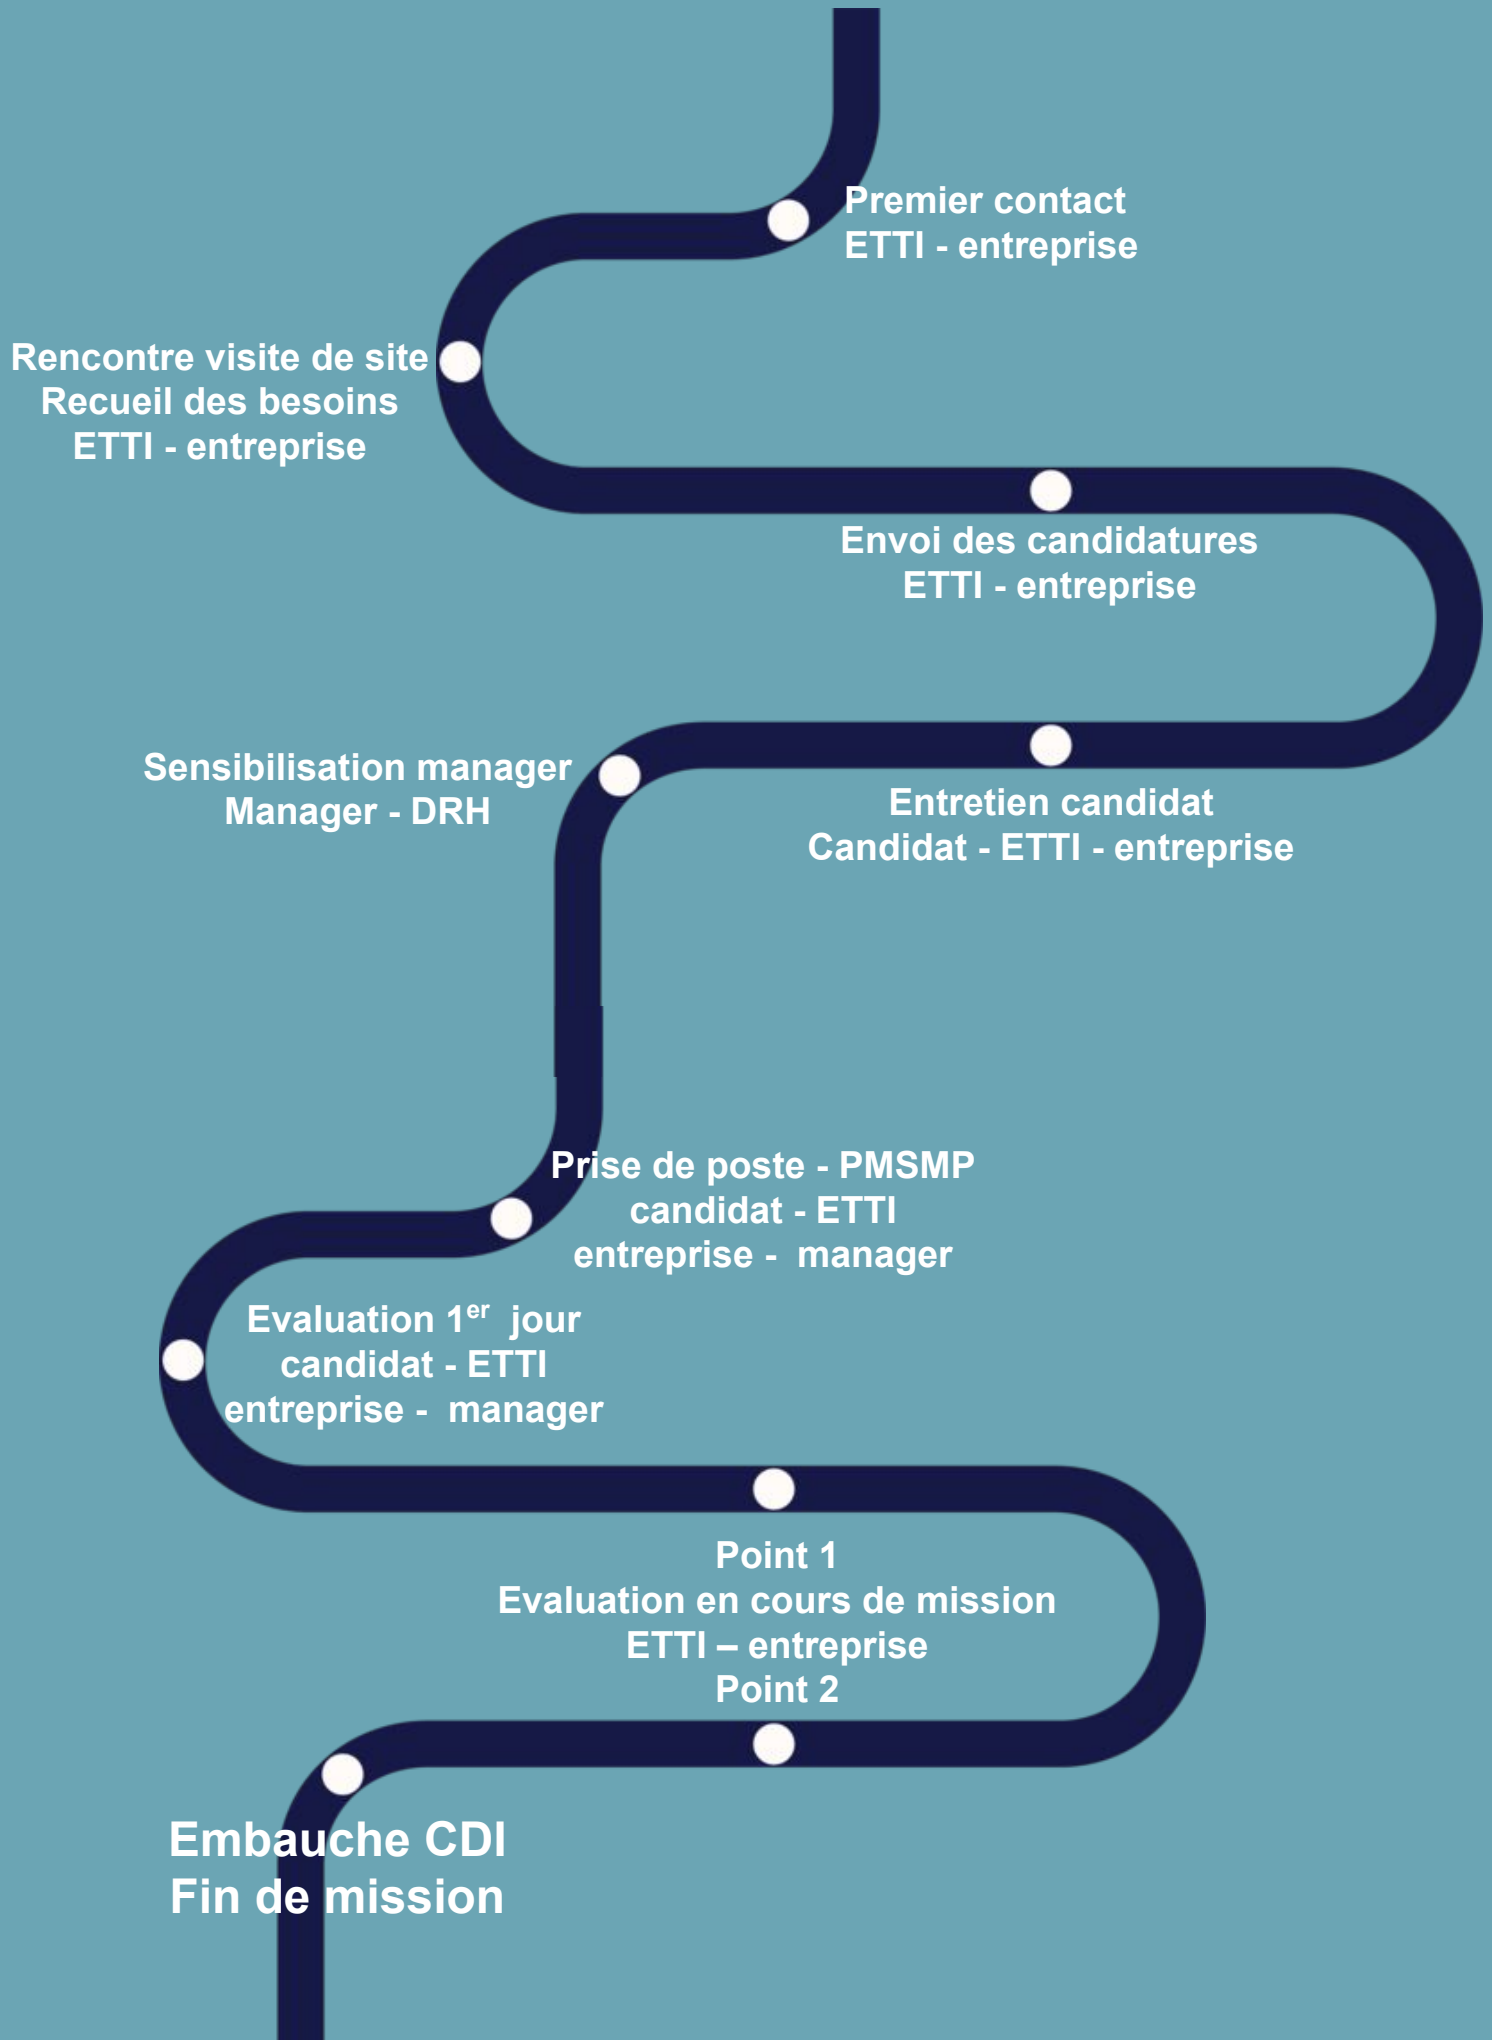 Premier contact
ETTI - entreprise
Rencontre visite de site
Recueil des besoins
ETTI - entreprise
Envoi des candidatures
ETTI - entreprise
Entretien candidat
Candidat - ETTI - entreprise
Sensibilisation manager
Manager - DRH
Prise de poste - PMSMP
candidat - ETTI
entreprise - manager
Evaluation 1er jour
candidat - ETTI
entreprise - manager
Point 1
Evaluation en cours de mission
ETTI – entreprise
Point 2
Embauche CDI
Fin de mission